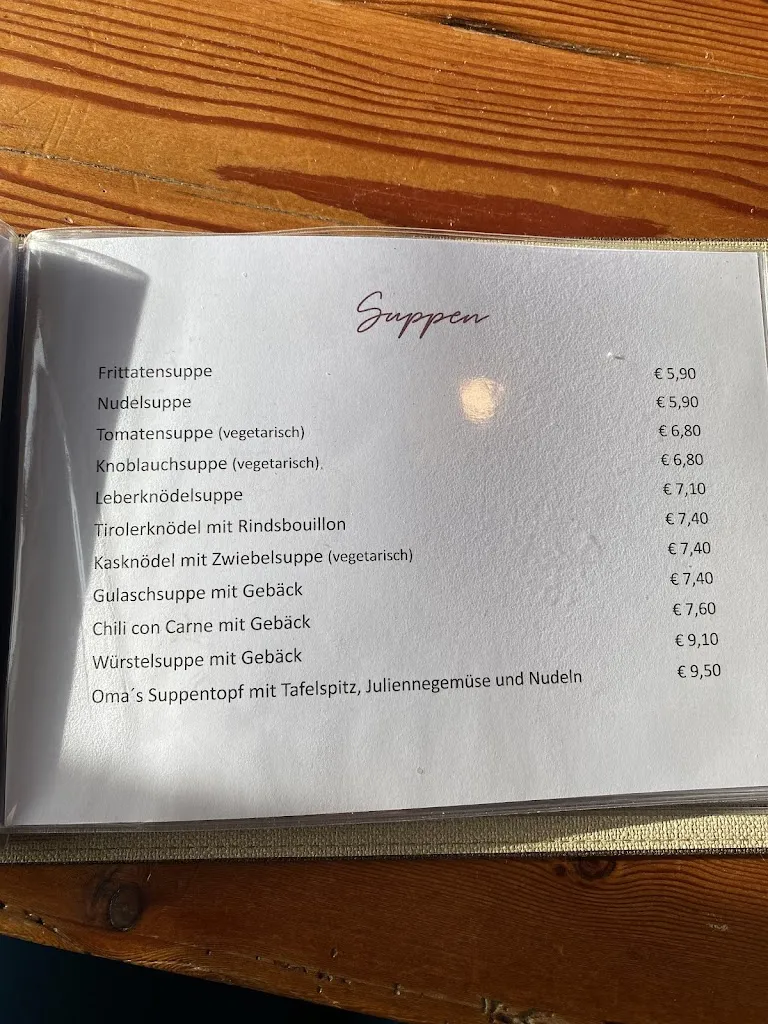 Suppen
Frittatensuppe € 5,90
Nudelsuppe € 5,90
Tomatensuppe (vegetarisch) € 6,80
Knoblauchsuppe (vegetarisch) € 6,80
Leberknödelsuppe € 7,10
Tirolerknödel mit Rindsbouillon € 7,40
Kasknödel mit Zwiebelsuppe (vegetarisch) € 7,40
Gulaschsuppe mit Gebäck € 7,40
Chili con Carne mit Gebäck € 7,60
Würstelsuppe mit Gebäck € 9,10
Oma´s Suppentopf mit Tafelspitz, Juliennegemüse und Nudeln € 9,50